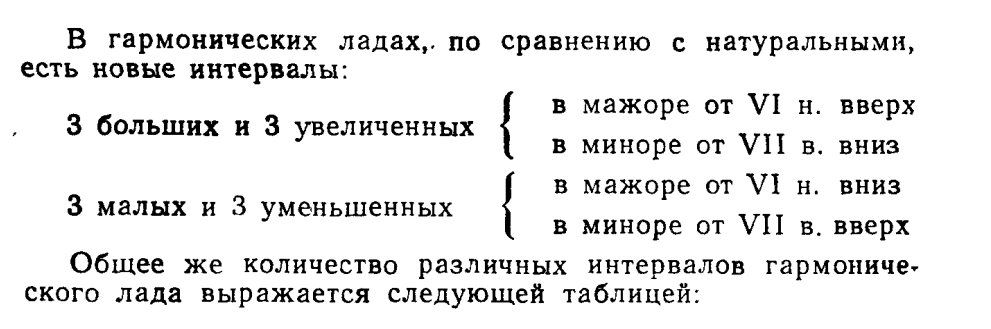 В гармонических ладах, по сравнению с натуральными,
есть новые интервалы:
3 больших и 3 увеличенных { в мажоре от VI н. вверх
в миноре от VII в. вниз
3 малых и 3 уменьшенных { в мажоре от VI н. вниз
в миноре от VII в. вверх
Общее же количество различных интервалов гармониче-
ского лада выражается следующей таблицей: